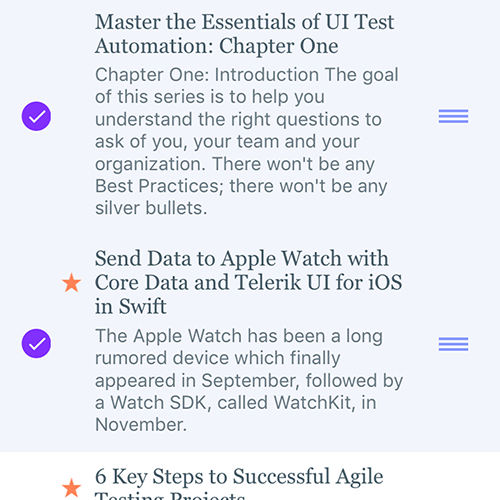 Master the Essentials of UI Test
Automation: Chapter One
Chapter One: Introduction The goal
of this series is to help you
understand the right questions to
ask of you, your team and your
organization. There won't be any
Best Practices; there won't be any
silver bullets.
Send Data to Apple Watch with
Core Data and Telerik UI for iOS
in Swift
The Apple Watch has been a long
rumored device which finally
appeared in September, followed by
a Watch SDK, called WatchKit, in
November.
6 Key Steps to Successful Agile
Testing Projects